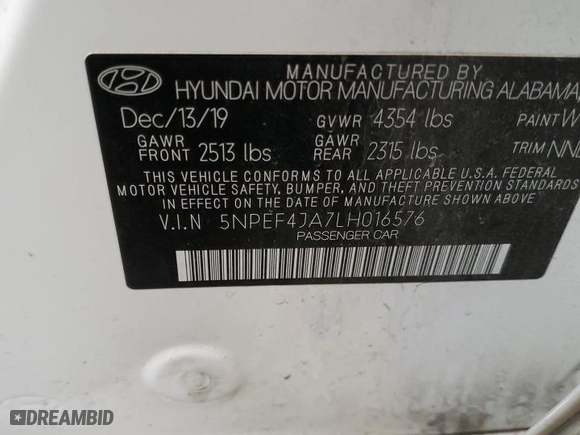 MANUFACTURED BY
HYUNDAI MOTOR MANUFACTURING ALABAMA
Dec/13/19 GVWR 4354 lbs PAINT W
GAWR FRONT 2513 lbs GAWR REAR 2315 lbs TRIM NNB
THIS VEHICLE CONFORMS TO ALL APPLICABLE U.S.A. FEDERAL
MOTOR VEHICLE SAFETY, BUMPER, AND THEFT PREVENTION STANDARDS
IN EFFECT ON THE DATE OF MANUFACTURE SHOWN ABOVE.
V.I.N 5NPEF4JA7LH016576
PASSENGER CAR
DREAMBID